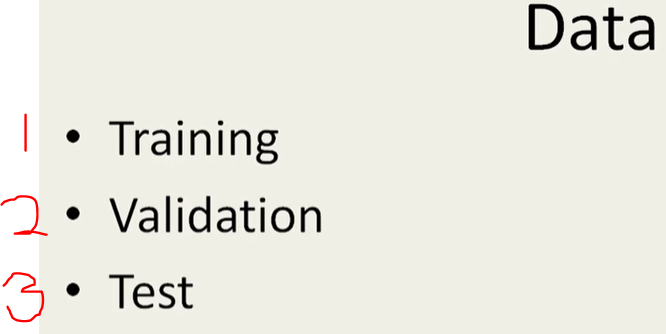 Data
1 • Training
2 • Validation
3 • Test